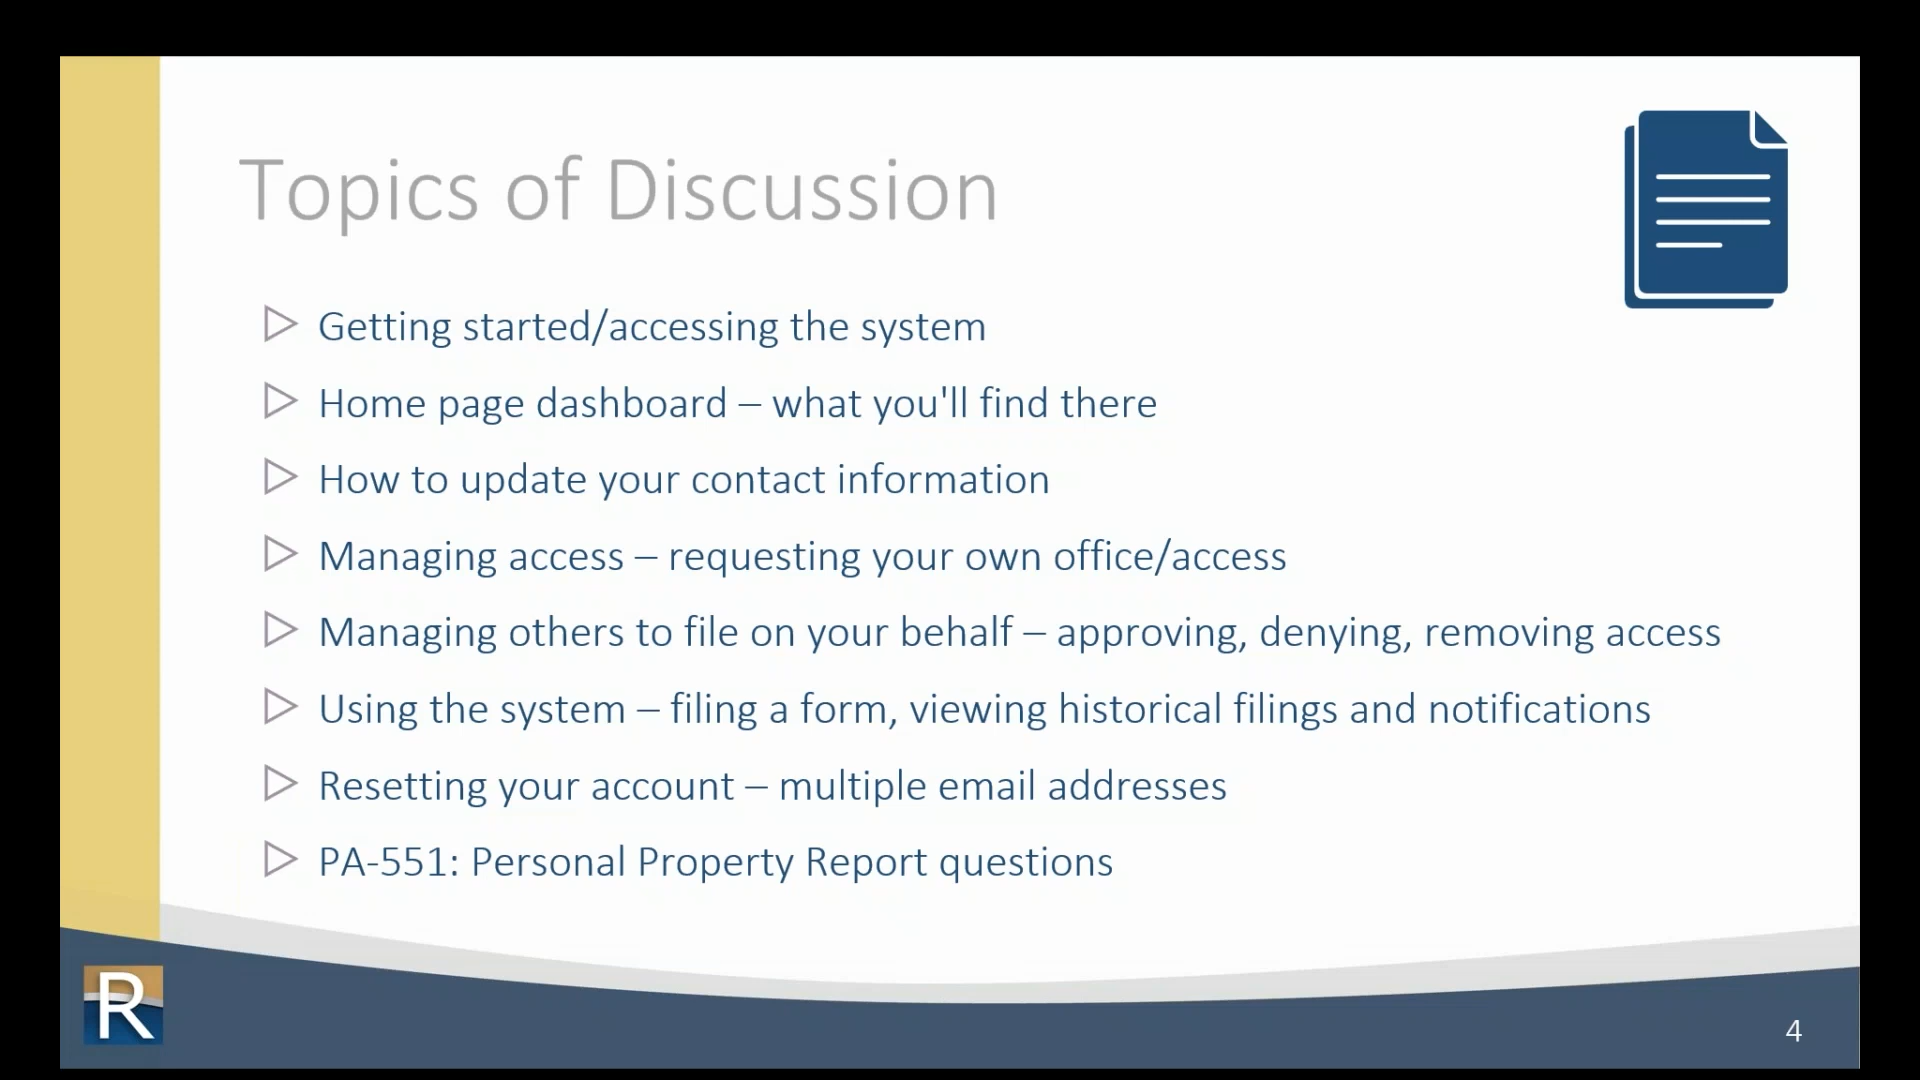 Topics of Discussion
Getting started/accessing the system
Home page dashboard – what you'll find there
How to update your contact information
Managing access – requesting your own office/access
Managing others to file on your behalf – approving, denying, removing access
Using the system – filing a form, viewing historical filings and notifications
Resetting your account – multiple email addresses
PA-551: Personal Property Report questions
R
4